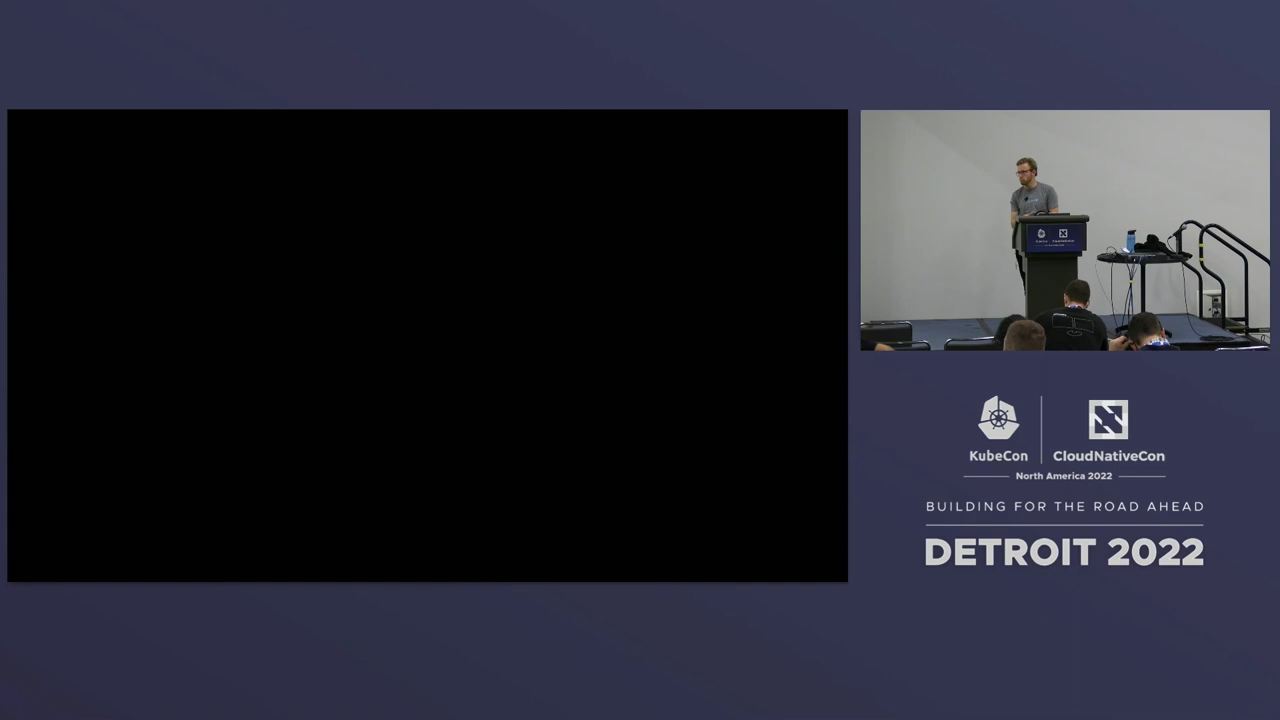 KubeCon
CloudNativeCon
North America 2022
BUILDING FOR THE ROAD AHEAD
DETROIT 2022